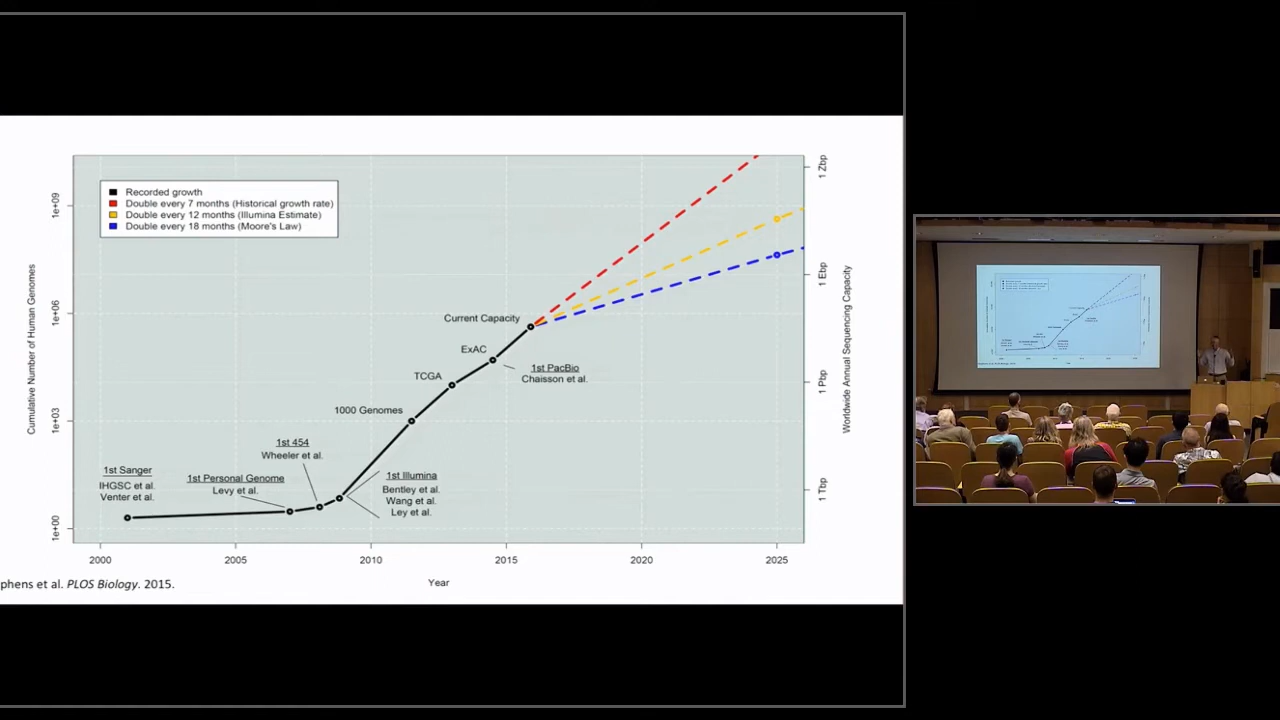 Recorded growth
Double every 7 months (Historical growth rate)
Double every 12 months (Illumina Estimate)
Double every 18 months (Moore's Law)
Cumulative Number of Human Genomes
1e+09
1e+06
1e+03
1e+00
Worldwide Annual Sequencing Capacity
1 Zbp
1 Ebp
1 Pbp
1 Tbp
Current Capacity
ExAC
1st PacBio
Chaisson et al.
TCGA
1000 Genomes
1st 454
Wheeler et al.
1st Sanger
IHGSC et al.
Venter et al.
1st Personal Genome
Levy et al.
1st Illumina
Bentley et al.
Wang et al.
Ley et al.
2000 2005 2010 2015 2020 2025
Year
phens et al. PLOS Biology. 2015.